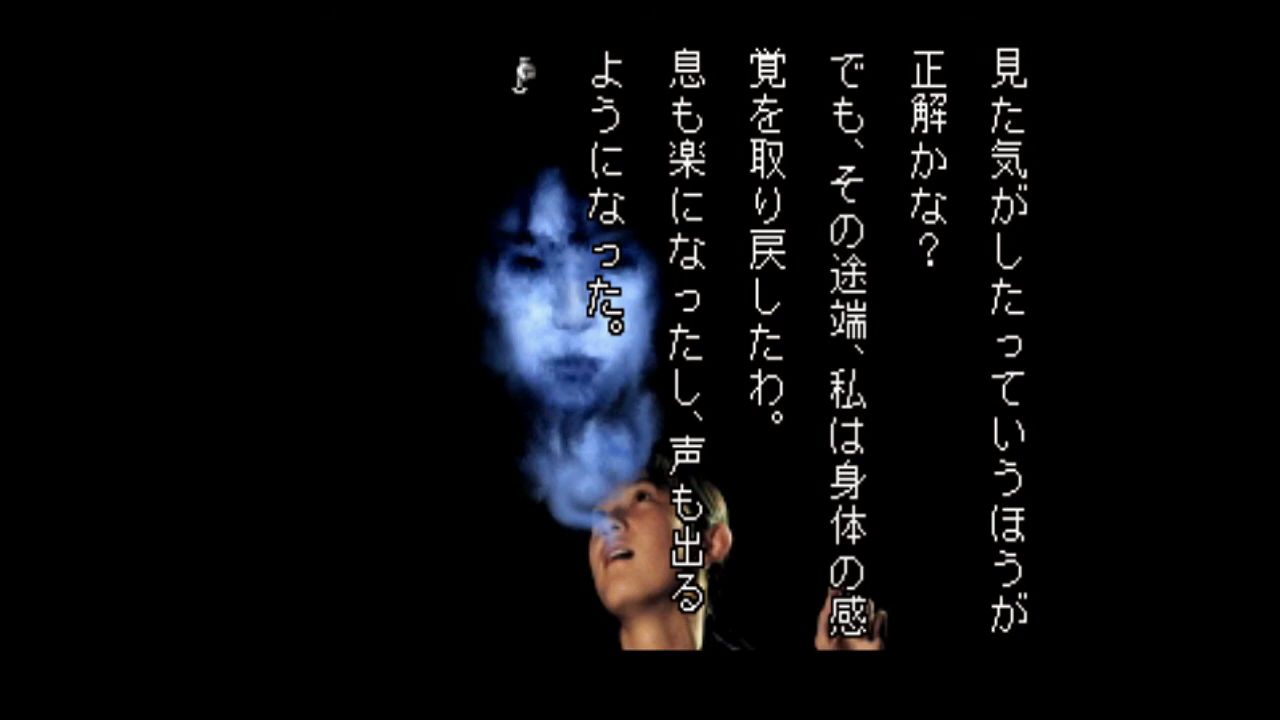 見た気がしたっていうほうが
正解かな？
でも、その途端、私は身体の感
覚を取り戻したわ。
息も楽になったし、声も出る
ようになった。